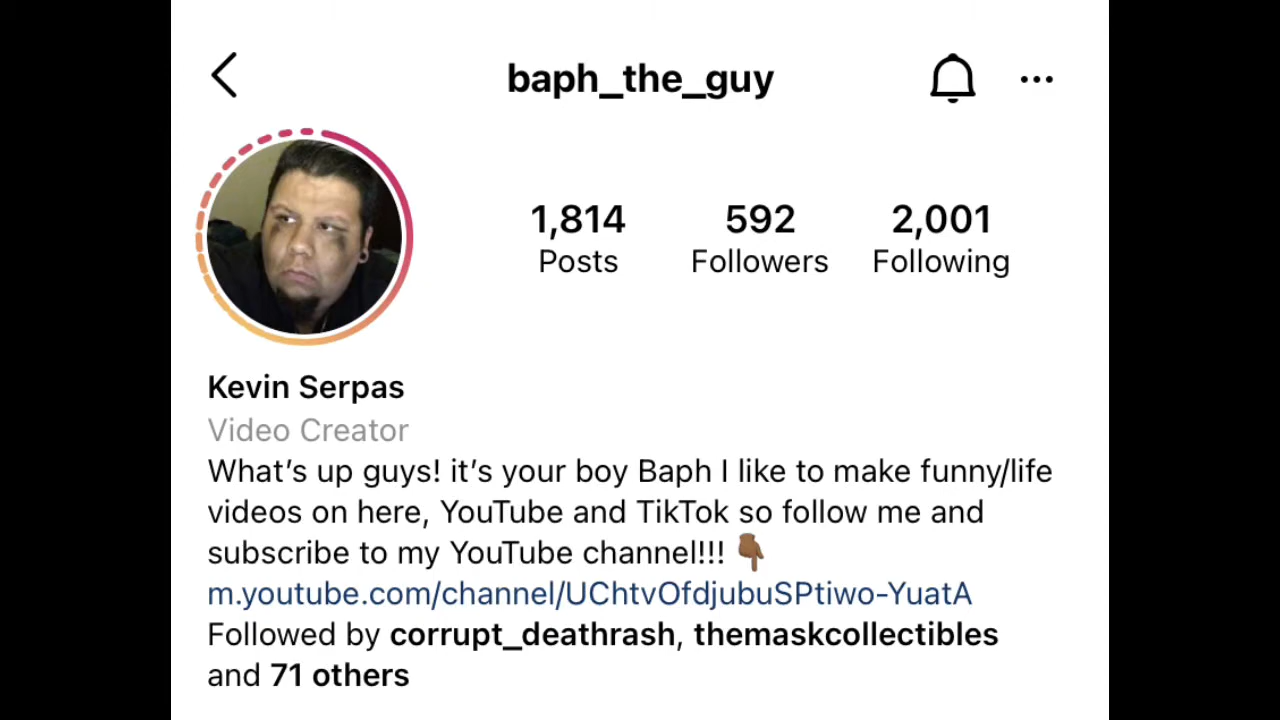 baph_the_guy
1,814 592 2,001
Posts Followers Following
Kevin Serpas
Video Creator
What’s up guys! it’s your boy Baph I like to make funny/life
videos on here, YouTube and TikTok so follow me and
subscribe to my YouTube channel!!! 👇🏾
m.youtube.com/channel/UChtvOfdjubuSPtiwo-YuatA
Followed by corrupt_deathrash, themaskcollectibles
and 71 others